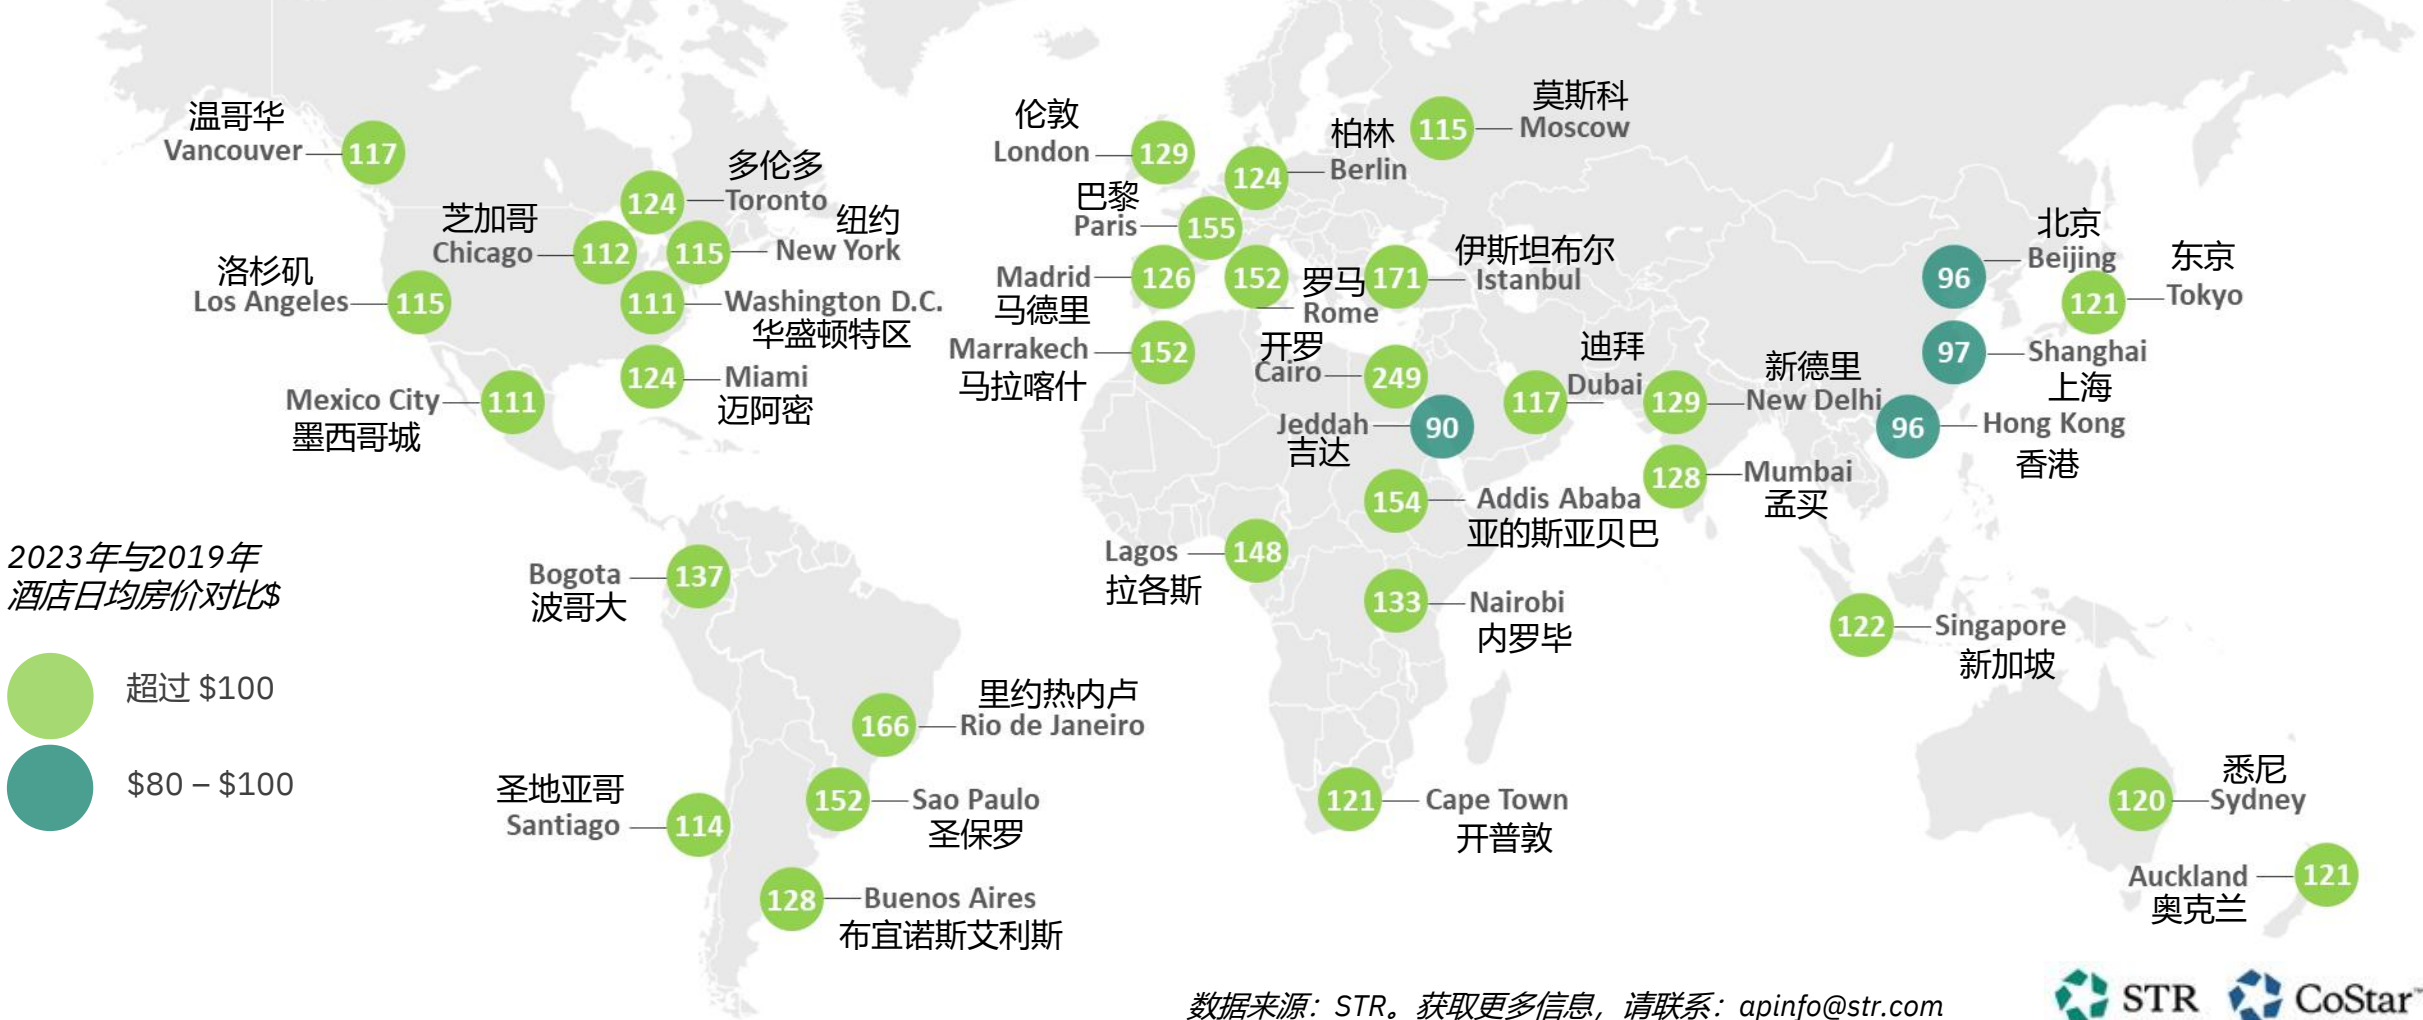 温哥华
Vancouver
117
多伦多
Toronto
124
芝加哥
Chicago
112
纽约
New York
115
洛杉矶
Los Angeles
115
Washington D.C.
华盛顿特区
111
Miami
迈阿密
124
Mexico City
墨西哥城
111
伦敦
London
129
柏林
Berlin
124
莫斯科
Moscow
115
巴黎
Paris
155
Madrid
马德里
126
罗马
Rome
152
伊斯坦布尔
Istanbul
171
Marrakech
马拉喀什
152
开罗
Cairo
249
迪拜
Dubai
117
Jeddah
吉达
90
新德里
New Delhi
129
Mumbai
孟买
128
北京
Beijing
96
东京
Tokyo
121
Shanghai
上海
97
Hong Kong
香港
96
Addis Ababa
亚的斯亚贝巴
154
Lagos
拉各斯
148
Nairobi
内罗毕
133
Singapore
新加坡
122
Bogota
波哥大
137
里约热内卢
Rio de Janeiro
166
Sao Paulo
圣保罗
152
圣地亚哥
Santiago
114
Buenos Aires
布宜诺斯艾利斯
128
Cape Town
开普敦
121
悉尼
Sydney
120
Auckland
奥克兰
121
2023年与2019年
酒店日均房价对比$
超过 $100
$80 – $100
数据来源：STR。获取更多信息，请联系：apinfo@str.com
STR
CoStar™